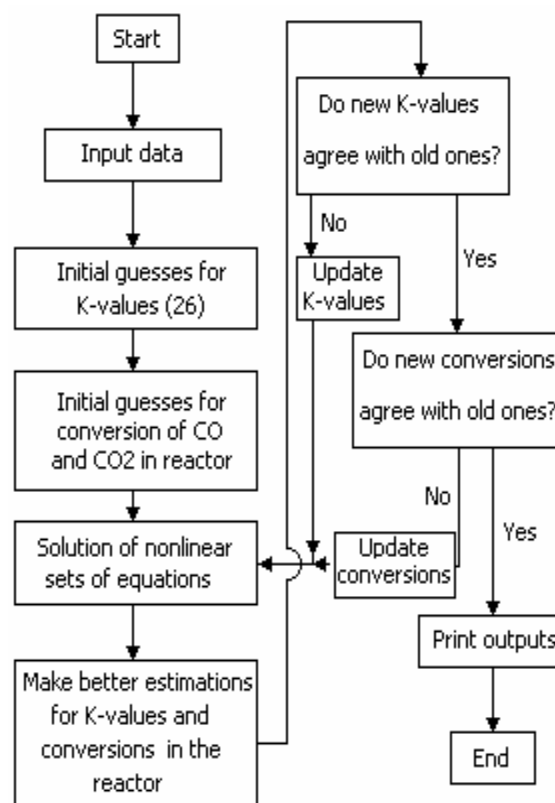 Start
Input data
Initial guesses for
K-values (26)
Initial guesses for
conversion of CO
and CO2 in reactor
Solution of nonlinear
sets of equations
Make better estimations
for K-values and
conversions in the
reactor
Do new K-values
agree with old ones?
No
Yes
Update
K-values
Do new conversions
agree with old ones?
No
Yes
Update
conversions
Print outputs
End